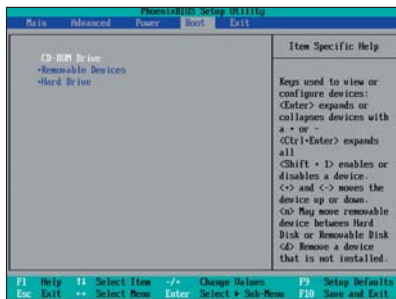 PhoenixBIOS Setup Utility
Main Advanced Power Boot Exit
Item Specific Help
CD-ROM Drive
+Removable Devices
+Hard Drive
Keys used to view or
configure devices:
<Enter> expands or
collapses devices with
a + or -
<Ctrl+Enter> expands
all
<Shift + 1> enables or
disables a device.
<+> and <-> moves the
device up or down.
<n> May move removable
device between Hard
Disk or Removable Disk
<d> Remove a device
that is not installed.
F1 Help ↑↓ Select Item -/+ Change Values F9 Setup Defaults
Esc Exit ↔ Select Menu Enter Select ▶ Sub-Menu F10 Save and Exit